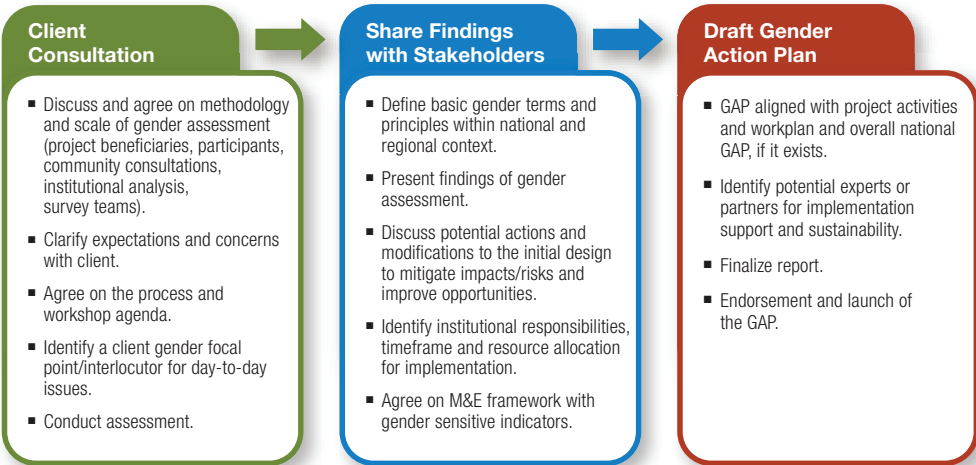 Client
Consultation
■ Discuss and agree on methodology
and scale of gender assessment
(project beneficiaries, participants,
community consultations,
institutional analysis,
survey teams).
■ Clarify expectations and concerns
with client.
■ Agree on the process and
workshop agenda.
■ Identify a client gender focal
point/interlocutor for day-to-day
issues.
■ Conduct assessment.
Share Findings
with Stakeholders
■ Define basic gender terms and
principles within national and
regional context.
■ Present findings of gender
assessment.
■ Discuss potential actions and
modifications to the initial design
to mitigate impacts/risks and
improve opportunities.
■ Identify institutional responsibilities,
timeframe and resource allocation
for implementation.
■ Agree on M&E framework with
gender sensitive indicators.
Draft Gender
Action Plan
■ GAP aligned with project activities
and workplan and overall national
GAP, if it exists.
■ Identify potential experts or
partners for implementation
support and sustainability.
■ Finalize report.
■ Endorsement and launch of
the GAP.